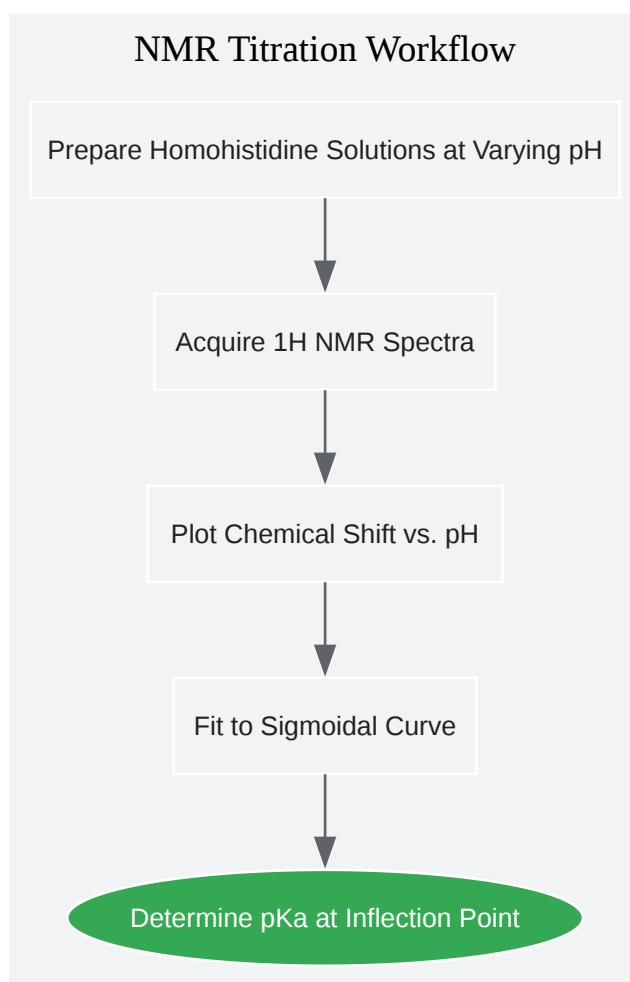 NMR Titration Workflow
Prepare Homohistidine Solutions at Varying pH
Acquire 1H NMR Spectra
Plot Chemical Shift vs. pH
Fit to Sigmoidal Curve
Determine pKa at Inflection Point